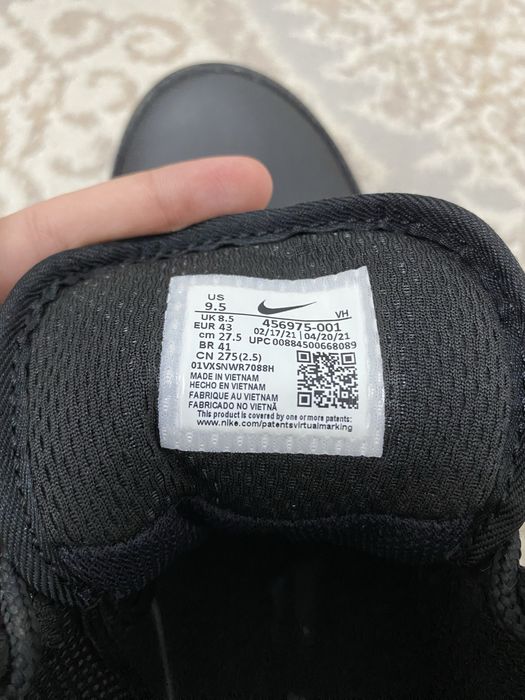 US
9.5
VH
UK 8.5
456975-001
EUR 43
02/17/21 | 04/20/21
cm 27.5
UPC 00884500668089
BR 41
CN 275(2.5)
01VXSNWR7088H
MADE IN VIETNAM
HECHO EN VIETNAM
FABRIQUE AU VIETNAM
FABRICADO NO VIETNÃ
This product is covered by one or more patents:
www.nike.com/patentsvirtualmarking